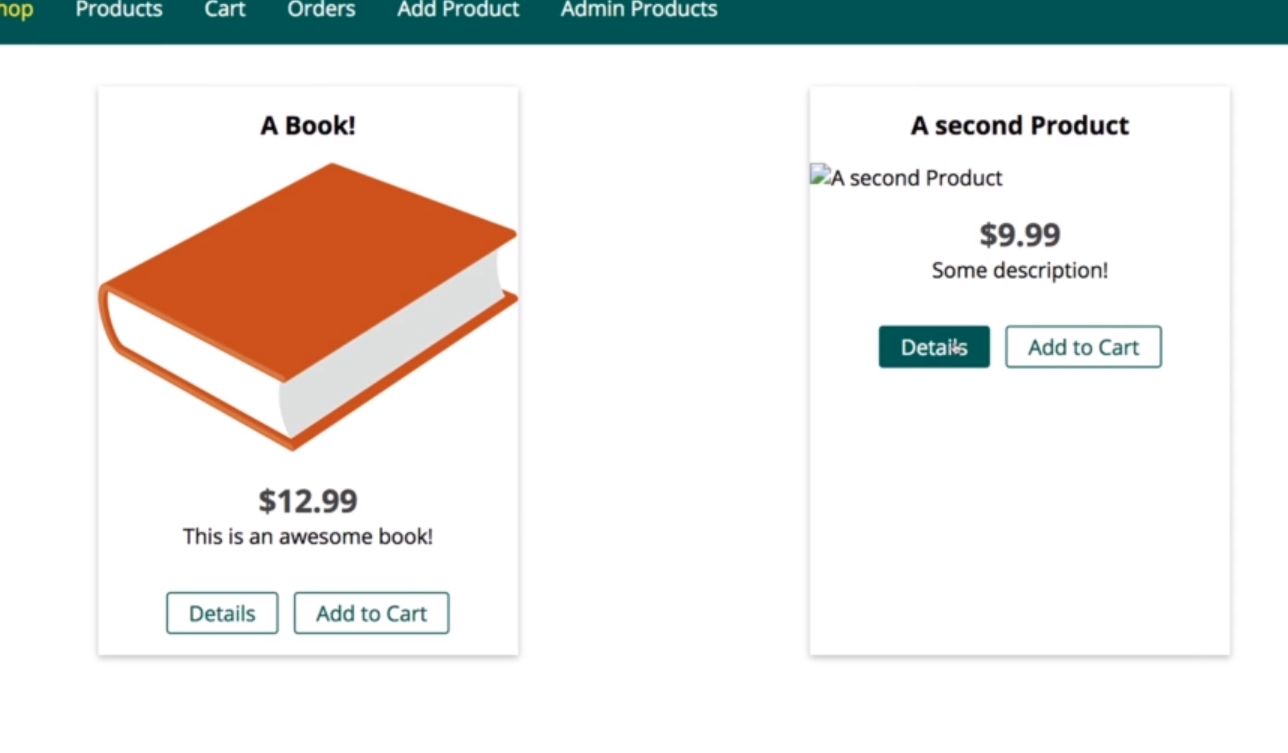 Products Cart Orders Add Product Admin Products
A Book!
$12.99
This is an awesome book!
Details Add to Cart
A second Product
A second Product
$9.99
Some description!
Details Add to Cart